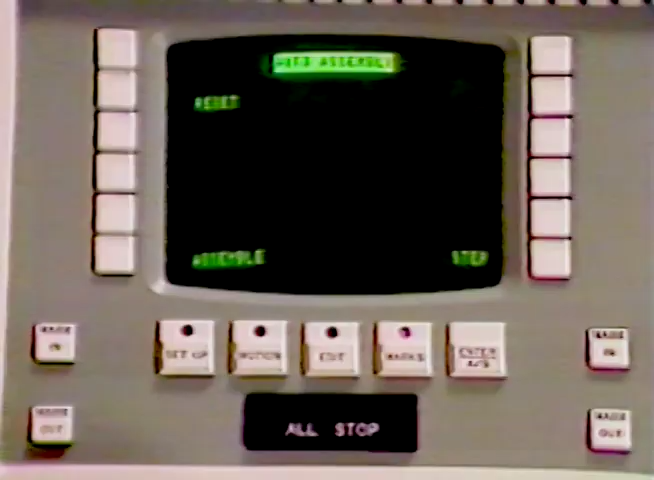 AUTO ASSEMBLE
RESET
ASSEMBLE STEP
MARK IN
SET UP
MOTION
EDIT
MARKS
ENTER
MARK IN
MARK OUT
ALL STOP
MARK OUT